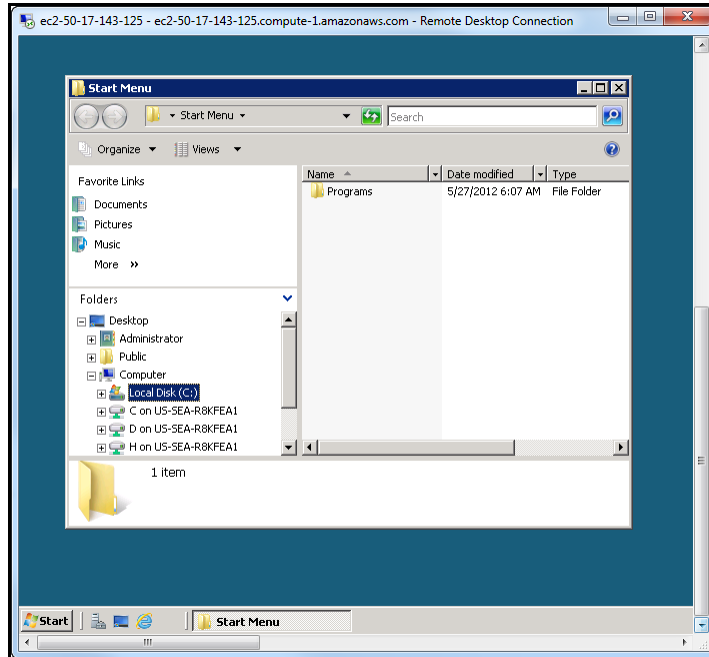 ec2-50-17-143-125 - ec2-50-17-143-125.compute-1.amazonaws.com - Remote Desktop Connection
Start Menu
Start Menu
Search
Organize Views
Favorite Links
Documents
Pictures
Music
More »
Name Date modified Type
Programs 5/27/2012 6:07 AM File Folder
Folders
Desktop
Administrator
Public
Computer
Local Disk (C:)
C on US-SEA-R8KFEA1
D on US-SEA-R8KFEA1
H on US-SEA-R8KFEA1
1 item
Start Start Menu